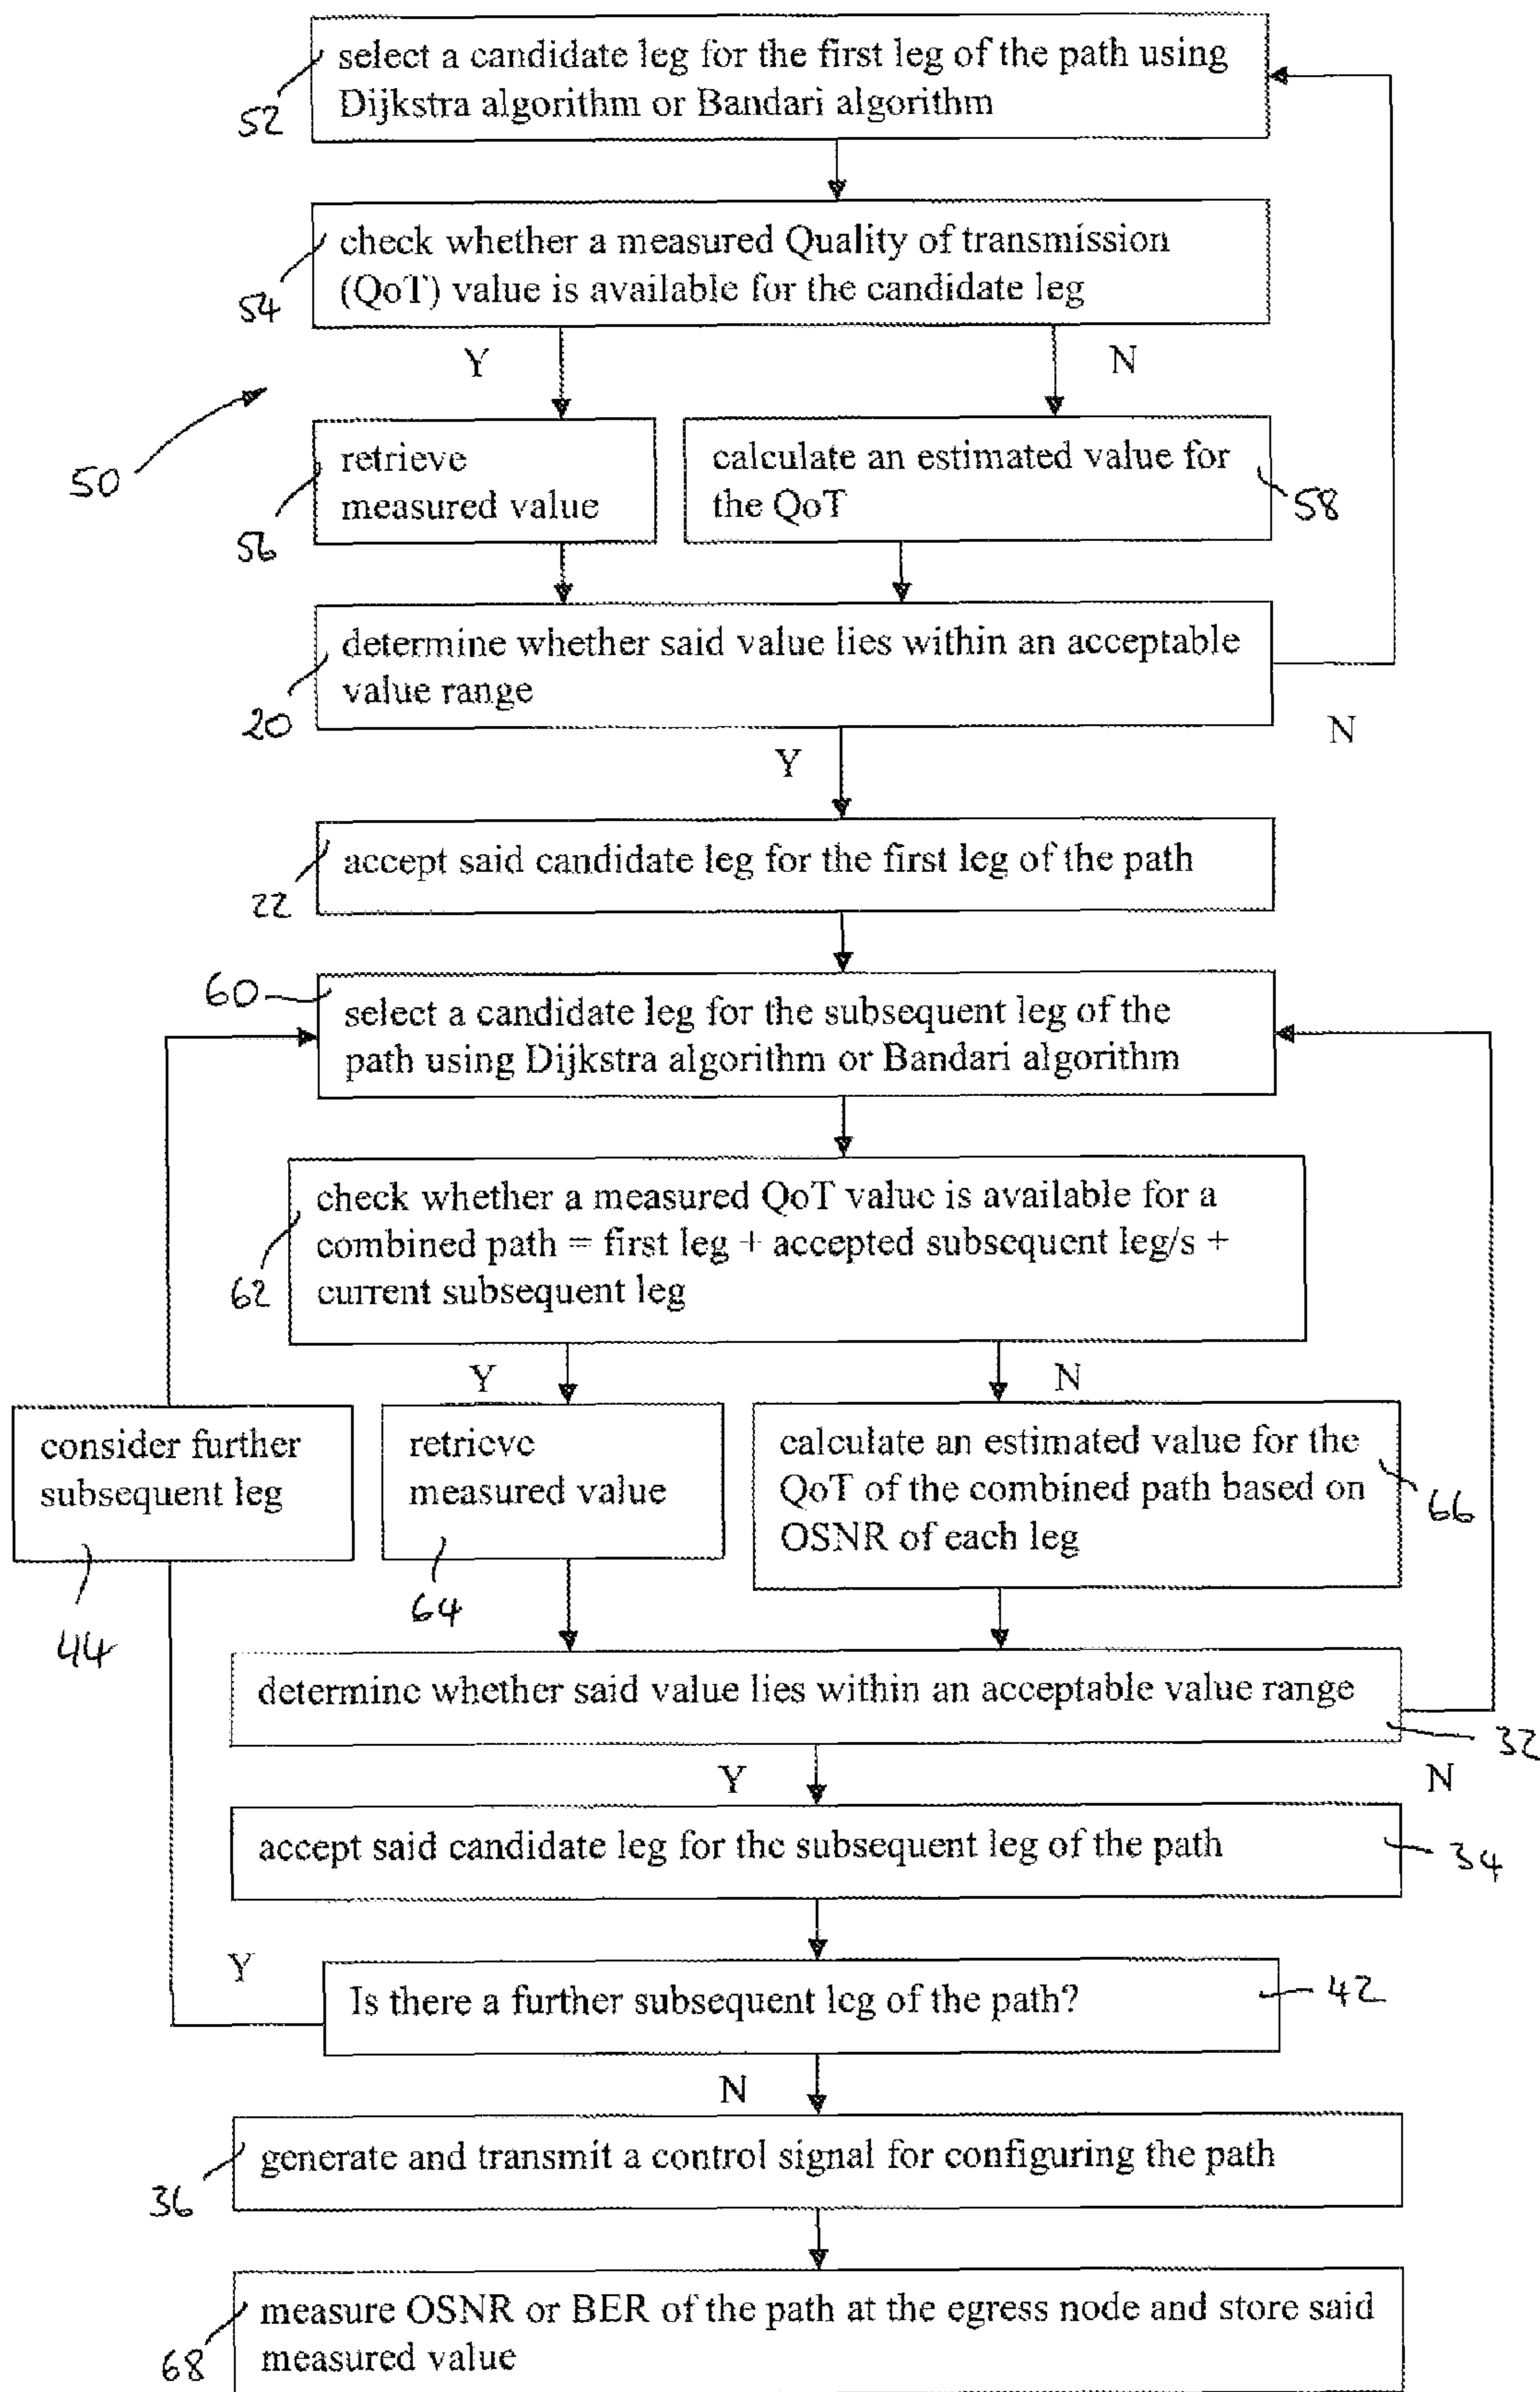 select a candidate leg for the first leg of the path using
Dijkstra algorithm or Bandari algorithm
52
check whether a measured Quality of transmission
(QoT) value is available for the candidate leg
54
Y
N
50
retrieve
measured value
56
calculate an estimated value for
the QoT
58
determine whether said value lies within an acceptable
value range
20
N
Y
accept said candidate leg for the first leg of the path
22
60
select a candidate leg for the subsequent leg of the
path using Dijkstra algorithm or Bandari algorithm
check whether a measured QoT value is available for a
combined path = first leg + accepted subsequent leg/s +
current subsequent leg
62
Y
N
consider further
subsequent leg
44
retrieve
measured value
64
calculate an estimated value for the
QoT of the combined path based on
OSNR of each leg
66
determine whether said value lies within an acceptable value range
32
Y
N
accept said candidate leg for the subsequent leg of the path
34
Y
Is there a further subsequent leg of the path?
42
N
generate and transmit a control signal for configuring the path
36
measure OSNR or BER of the path at the egress node and store said
measured value
68